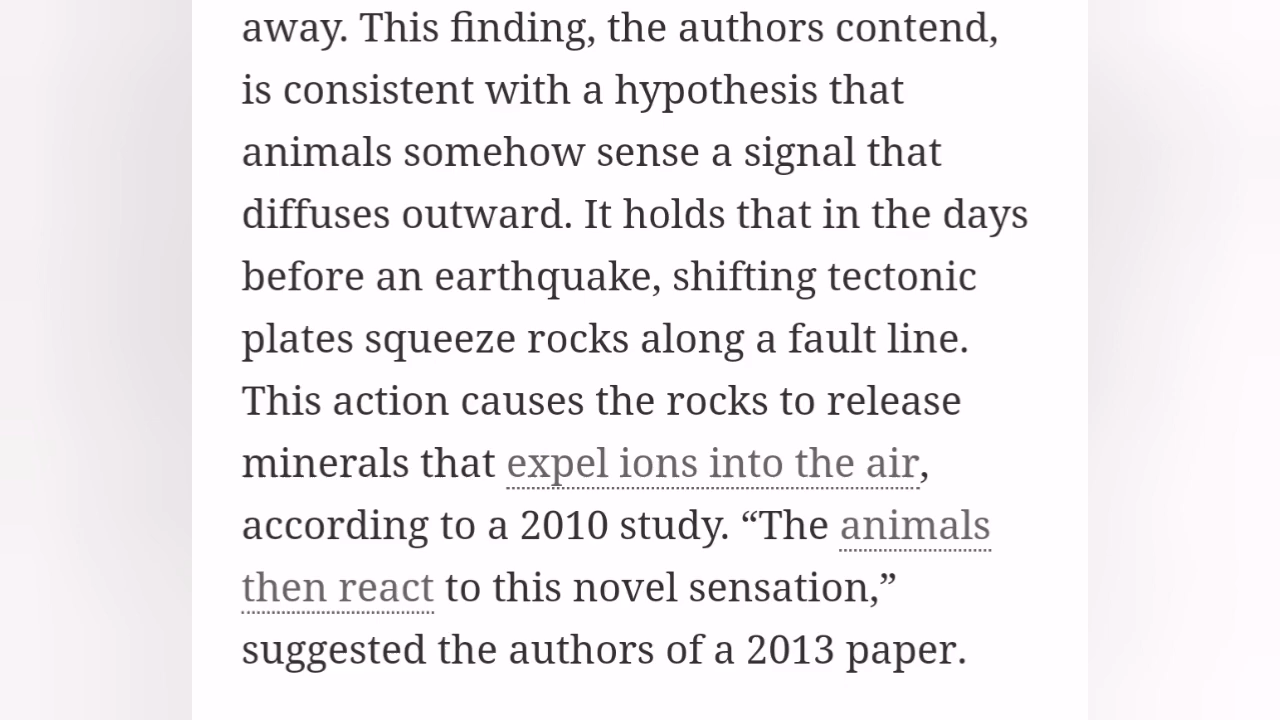 away. This finding, the authors contend,
is consistent with a hypothesis that
animals somehow sense a signal that
diffuses outward. It holds that in the days
before an earthquake, shifting tectonic
plates squeeze rocks along a fault line.
This action causes the rocks to release
minerals that expel ions into the air,
according to a 2010 study. “The animals
then react to this novel sensation,”
suggested the authors of a 2013 paper.